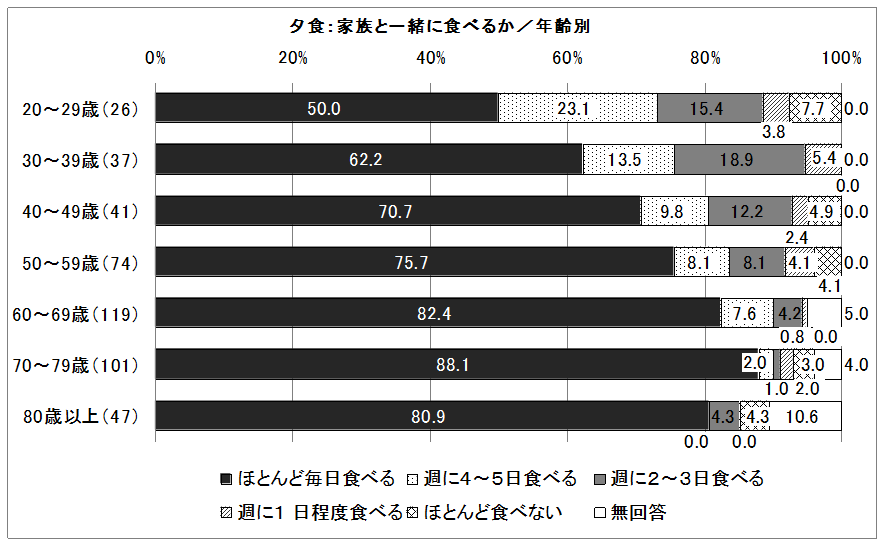 夕食：家族と一緒に食べるか／年齢別
0% 20% 40% 60% 80% 100%
20～29歳(26) 50.0 23.1 15.4 7.7 0.0
3.8
30～39歳(37) 62.2 13.5 18.9 5.4 0.0
0.0
40～49歳(41) 70.7 9.8 12.2 4.9 0.0
2.4
50～59歳(74) 75.7 8.1 8.1 4.1 0.0
4.1
60～69歳(119) 82.4 7.6 4.2 5.0
0.8 0.0
70～79歳(101) 88.1 2.0 3.0 4.0
1.0 2.0
80歳以上(47) 80.9 4.3 4.3 10.6
0.0 0.0
ほとんど毎日食べる 週に４～５日食べる 週に２～３日食べる
週に１日程度食べる ほとんど食べない 無回答